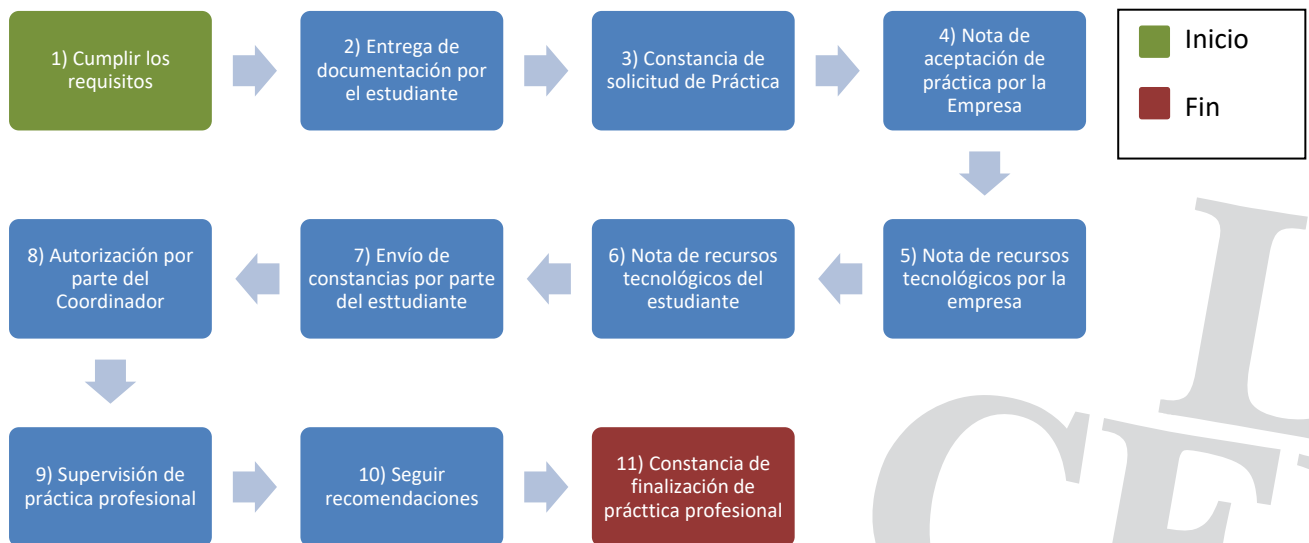 1) Cumplir los
requisitos
2) Entrega de
documentación por
el estudiante
3) Constancia de
solicitud de Práctica
4) Nota de
aceptación de
práctica por la
Empresa
Inicio
Fin
5) Nota de recursos
tecnológicos por la
empresa
6) Nota de recursos
tecnológicos del
estudiante
7) Envío de
constancias por parte
del esttudiante
8) Autorización por
parte del
Coordinador
9) Supervisión de
práctica profesional
10) Seguir
recomendaciones
11) Constancia de
finalización de
prácttica profesional